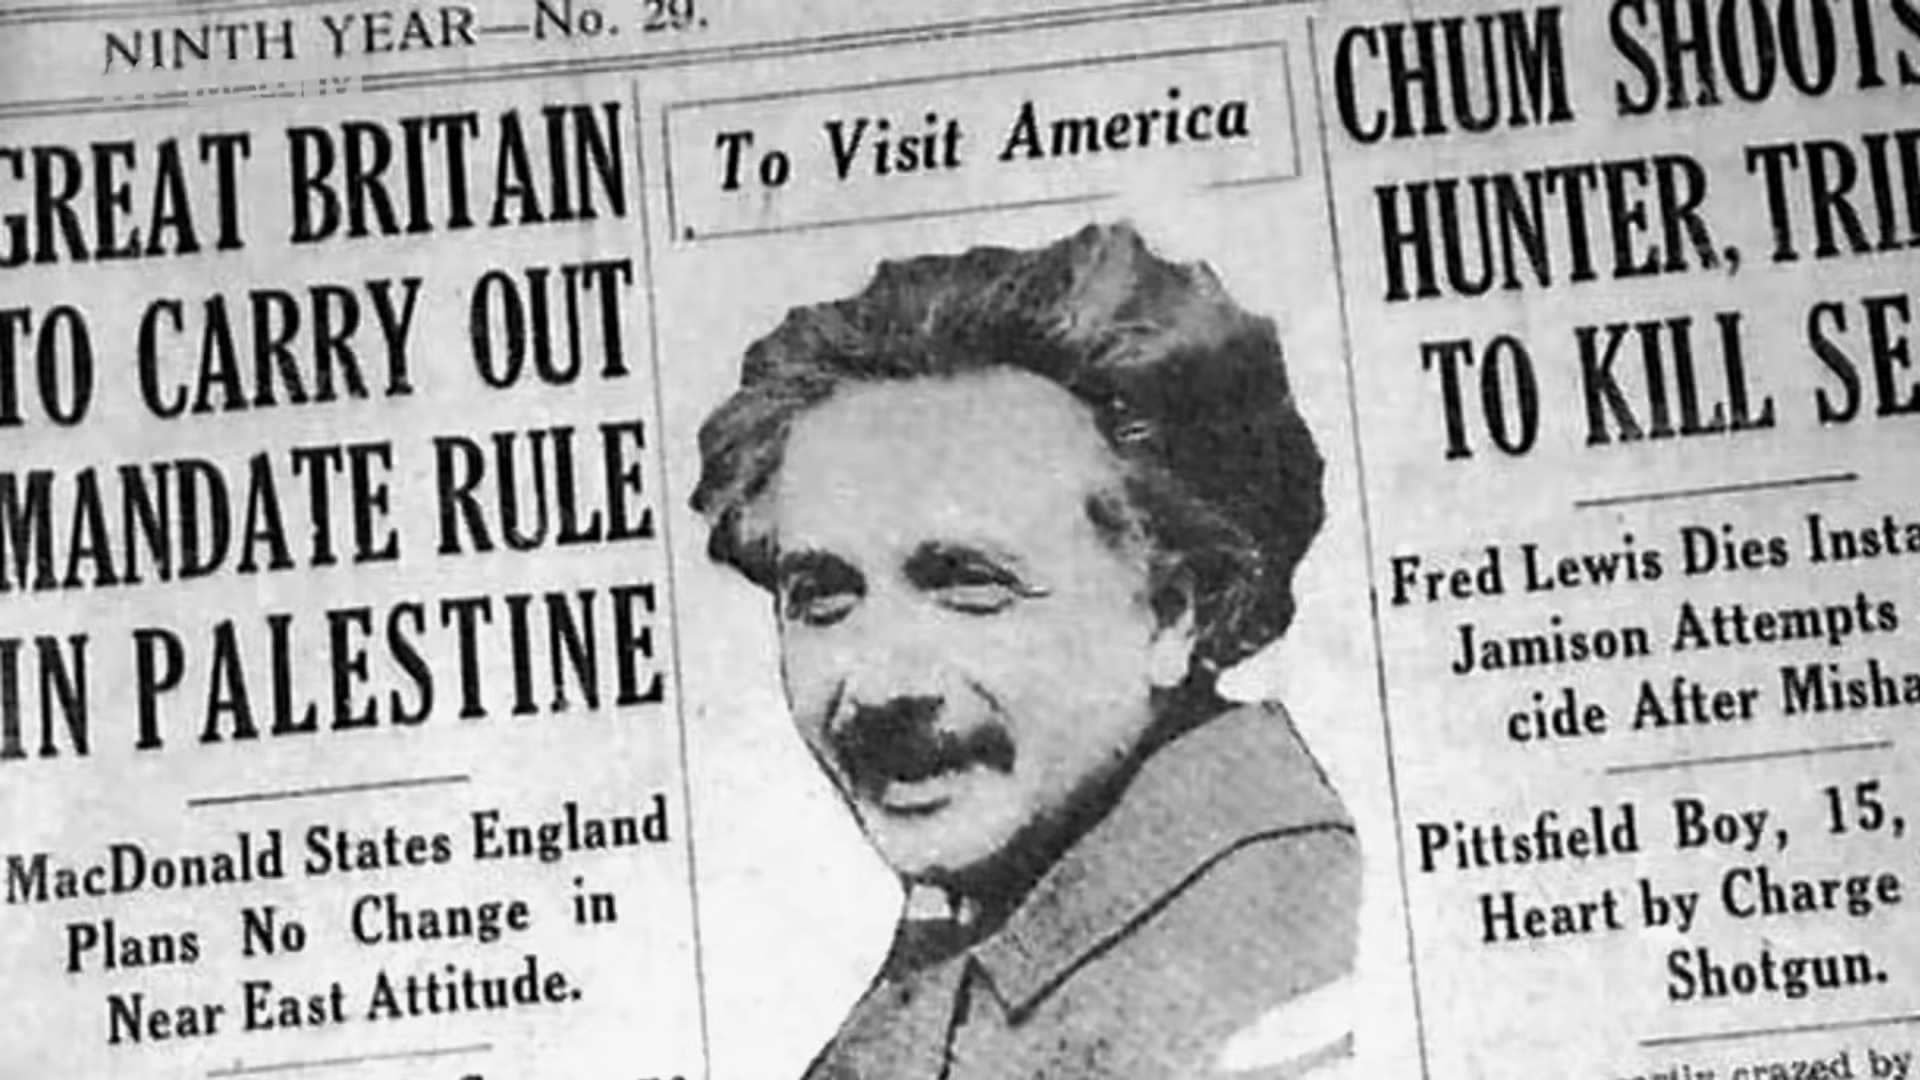 NINTH YEAR—No. 29.
GREAT BRITAIN
TO CARRY OUT
MANDATE RULE
IN PALESTINE
MacDonald States England
Plans No Change in
Near East Attitude.
To Visit America
CHUM SHOOTS
HUNTER, TRI
TO KILL SE
Fred Lewis Dies Insta
Jamison Attempts
cide After Misha
Pittsfield Boy, 15,
Heart by Charge
Shotgun.
crazed by